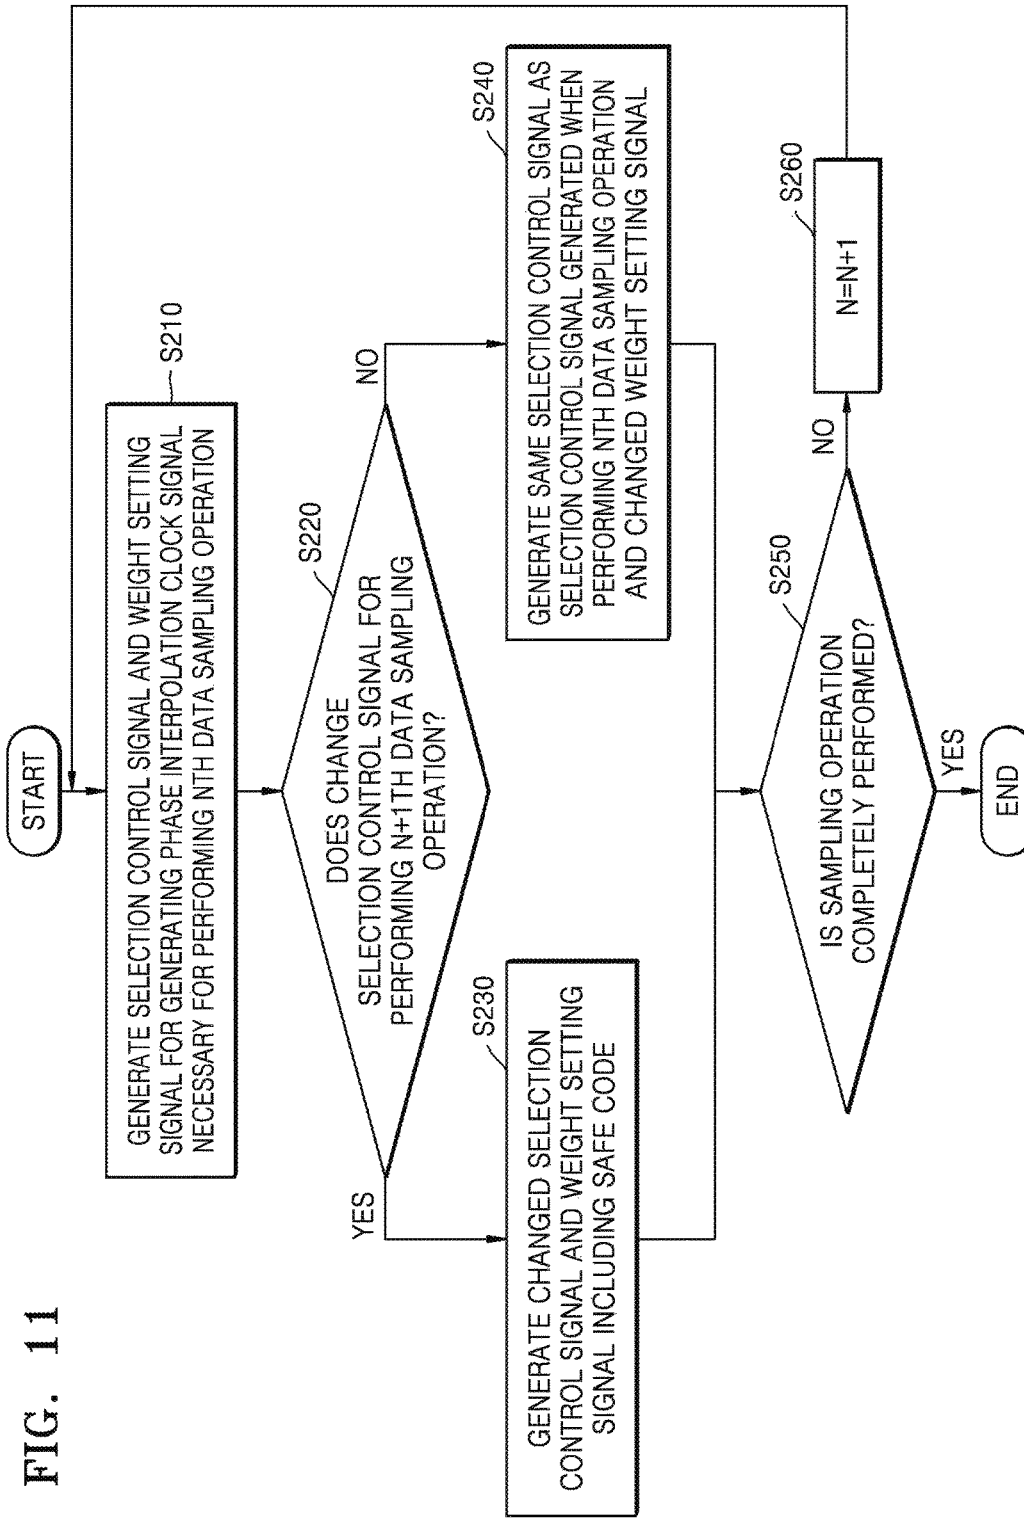 FIG. 11
START
S210
GENERATE SELECTION CONTROL SIGNAL AND WEIGHT SETTING
SIGNAL FOR GENERATING PHASE INTERPOLATION CLOCK SIGNAL
NECESSARY FOR PERFORMING NTH DATA SAMPLING OPERATION
S220
DOES CHANGE
SELECTION CONTROL SIGNAL FOR
PERFORMING N+1TH DATA SAMPLING
OPERATION?
YES
NO
S230
GENERATE CHANGED SELECTION
CONTROL SIGNAL AND WEIGHT SETTING
SIGNAL INCLUDING SAFE CODE
S240
GENERATE SAME SELECTION CONTROL SIGNAL AS
SELECTION CONTROL SIGNAL GENERATED WHEN
PERFORMING NTH DATA SAMPLING OPERATION
AND CHANGED WEIGHT SETTING SIGNAL
S250
IS SAMPLING OPERATION
COMPLETELY PERFORMED?
NO
S260
N=N+1
YES
END